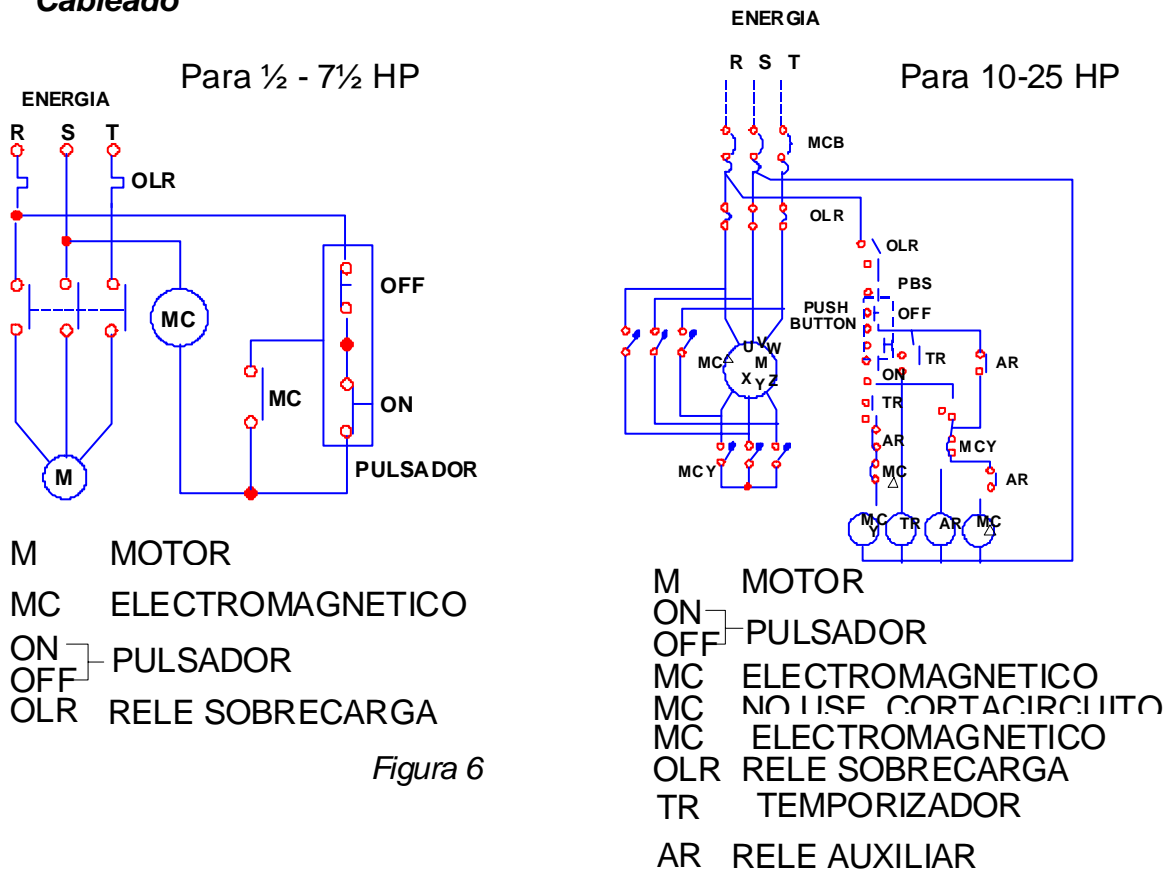 Cableado
Para ½ - 7½ HP
ENERGIA
R S T
OLR
MC
OFF
MC
ON
PULSADOR
M
M MOTOR
MC ELECTROMAGNETICO
ON
OFF PULSADOR
OLR RELE SOBRECARGA
Figura 6
ENERGIA
R S T
Para 10-25 HP
MCB
OLR
OLR
PBS
PUSH
BUTTON
OFF
TR
AR
ON
TR
MC△
U V W
M
X Y Z
AR
MCY
MC
△
AR
MCY
MC
Y
TR
AR
MC
△
M MOTOR
ON
OFF PULSADOR
MC ELECTROMAGNETICO
MC NO USE CORTACIRCUITO
MC ELECTROMAGNETICO
OLR RELE SOBRECARGA
TR TEMPORIZADOR
AR RELE AUXILIAR